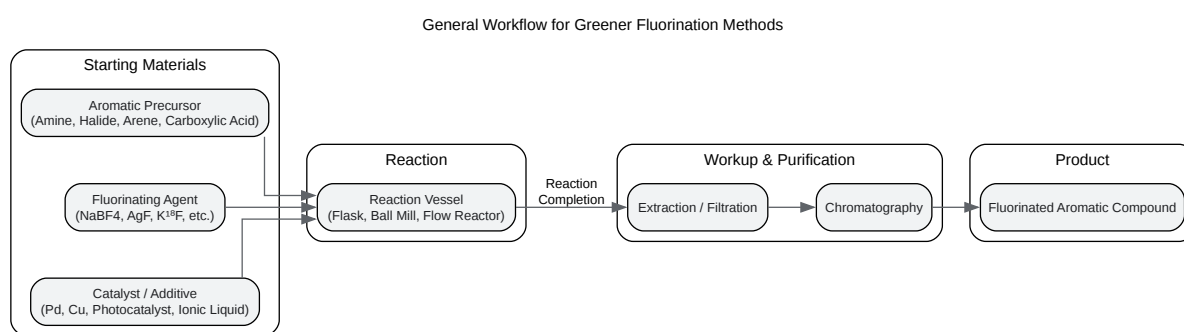 General Workflow for Greener Fluorination Methods
Starting Materials
Aromatic Precursor
(Amine, Halide, Arene, Carboxylic Acid)
Fluorinating Agent
(NaBF4, AgF, K¹⁸F, etc.)
Catalyst / Additive
(Pd, Cu, Photocatalyst, Ionic Liquid)
Reaction
Reaction Vessel
(Flask, Ball Mill, Flow Reactor)
Reaction
Completion
Workup & Purification
Extraction / Filtration
Chromatography
Product
Fluorinated Aromatic Compound